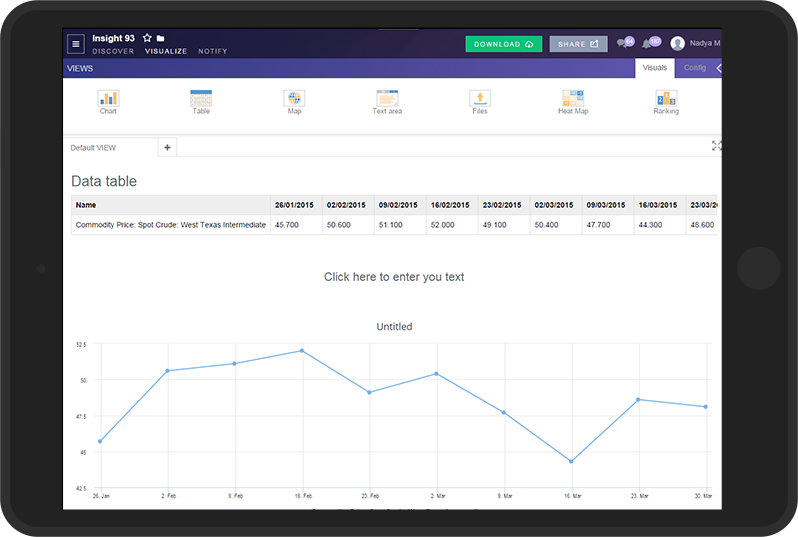 Insight 93
DISCOVER VISUALIZE NOTIFY
DOWNLOAD SHARE 64 187 Nadya M
VIEWS Visuals Config
Chart Table Map Text area Files Heat Map Ranking
Default VIEW +
Data table
Name 26/01/2015 02/02/2015 09/02/2015 16/02/2015 23/02/2015 02/03/2015 09/03/2015 16/03/2015 23/03/20
Commodity Price: Spot Crude: West Texas Intermediate 45.700 50.600 51.100 52.000 49.100 50.400 47.700 44.300 48.600
Click here to enter you text
Untitled
52.5
50
47.5
45
42.5
26. Jan 2. Feb 9. Feb 16. Feb 23. Feb 2. Mar 9. Mar 16. Mar 23. Mar 30. Mar